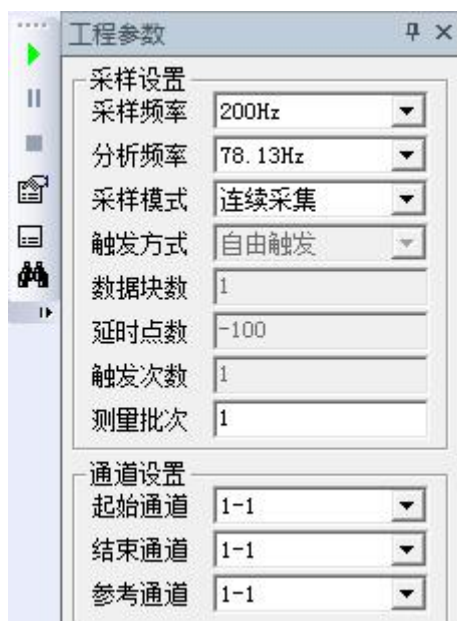 工程参数
采样设置
采样频率 200Hz
分析频率 78.13Hz
采样模式 连续采集
触发方式 自由触发
数据块数 1
延时点数 -100
触发次数 1
测量批次 1
通道设置
起始通道 1-1
结束通道 1-1
参考通道 1-1